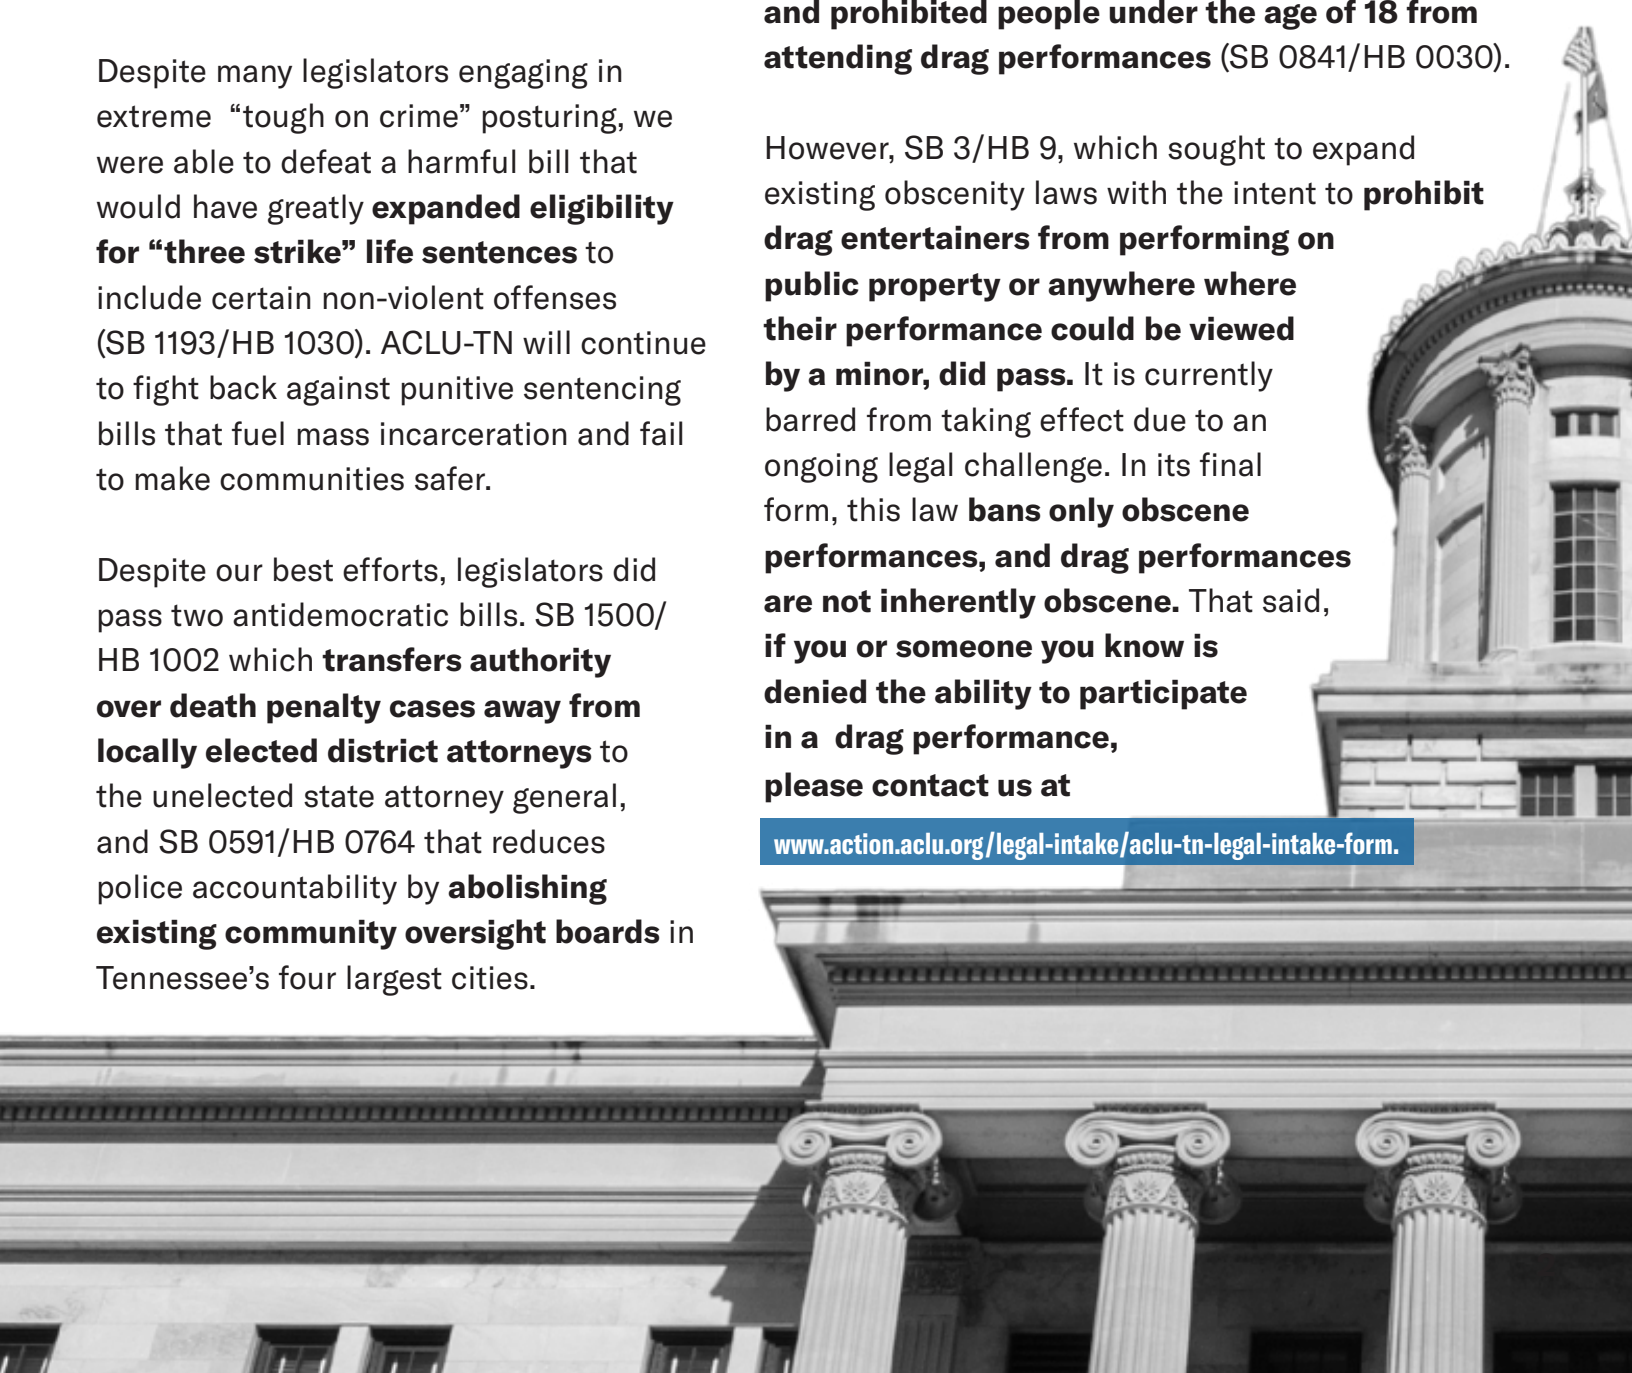 Despite many legislators engaging in
extreme “tough on crime” posturing, we
were able to defeat a harmful bill that
would have greatly expanded eligibility
for “three strike” life sentences to
include certain non-violent offenses
(SB 1193/HB 1030). ACLU-TN will continue
to fight back against punitive sentencing
bills that fuel mass incarceration and fail
to make communities safer.
Despite our best efforts, legislators did
pass two antidemocratic bills. SB 1500/
HB 1002 which transfers authority
over death penalty cases away from
locally elected district attorneys to
the unelected state attorney general,
and SB 0591/HB 0764 that reduces
police accountability by abolishing
existing community oversight boards in
Tennessee’s four largest cities.
and prohibited people under the age of 18 from
attending drag performances (SB 0841/HB 0030).
However, SB 3/HB 9, which sought to expand
existing obscenity laws with the intent to prohibit
drag entertainers from performing on
public property or anywhere where
their performance could be viewed
by a minor, did pass. It is currently
barred from taking effect due to an
ongoing legal challenge. In its final
form, this law bans only obscene
performances, and drag performances
are not inherently obscene. That said,
if you or someone you know is
denied the ability to participate
in a drag performance,
please contact us at
www.action.aclu.org/legal-intake/aclu-tn-legal-intake-form.